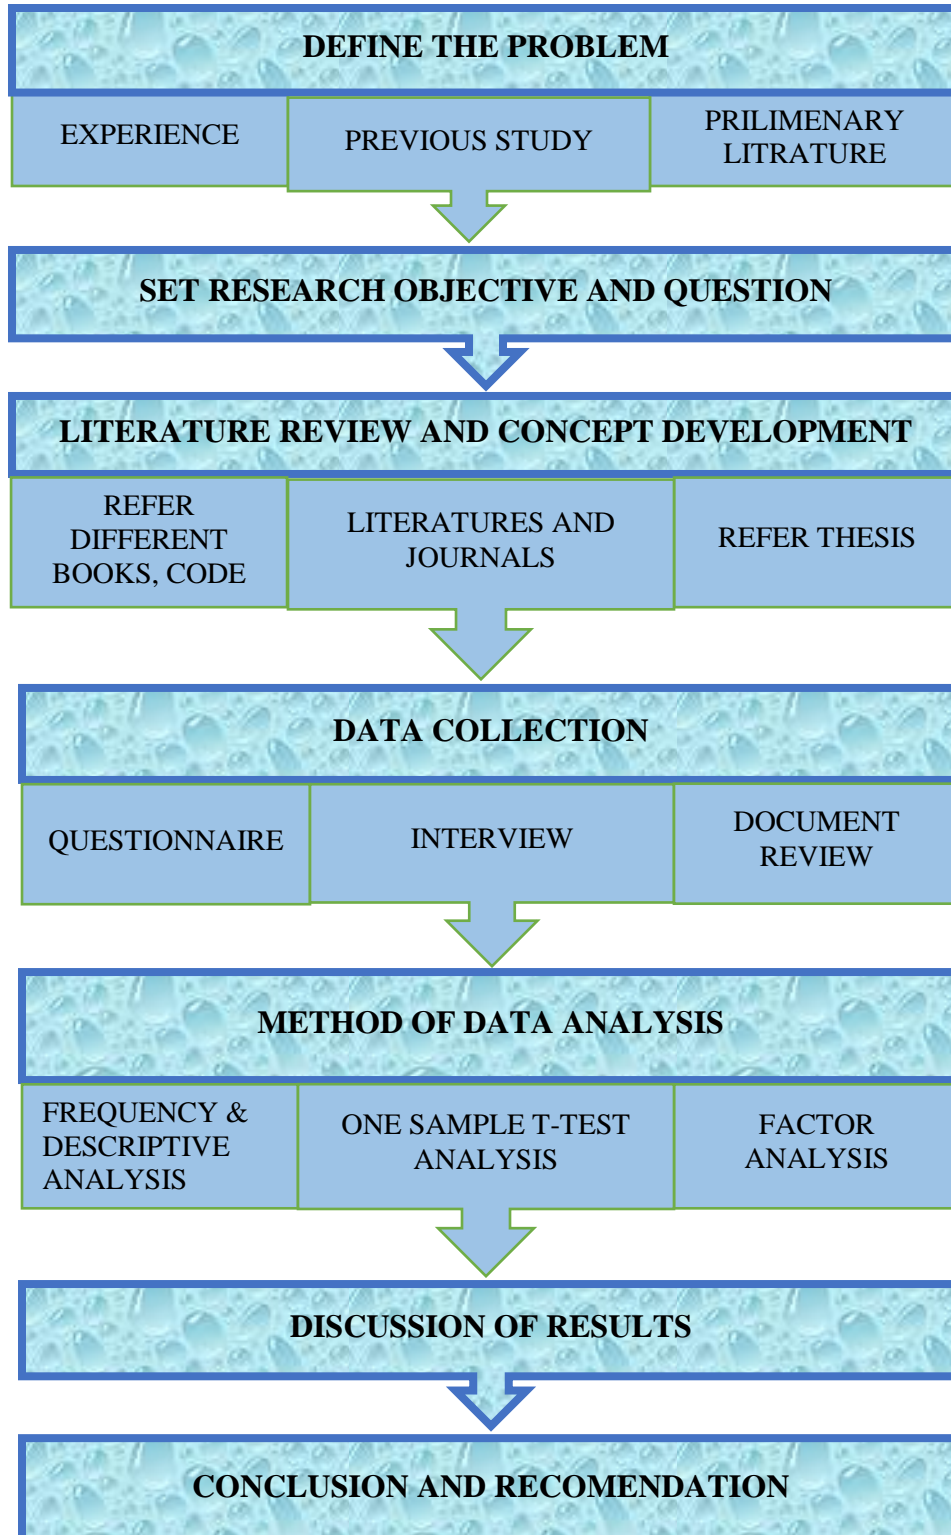 DEFINE THE PROBLEM
EXPERIENCE
PREVIOUS STUDY
PRILIMENARY
LITRATURE
SET RESEARCH OBJECTIVE AND QUESTION
LITERATURE REVIEW AND CONCEPT DEVELOPMENT
REFER
DIFFERENT
BOOKS, CODE
LITERATURES AND
JOURNALS
REFER THESIS
DATA COLLECTION
QUESTIONNAIRE
INTERVIEW
DOCUMENT
REVIEW
METHOD OF DATA ANALYSIS
FREQUENCY &
DESCRIPTIVE
ANALYSIS
ONE SAMPLE T-TEST
ANALYSIS
FACTOR
ANALYSIS
DISCUSSION OF RESULTS
CONCLUSION AND RECOMENDATION